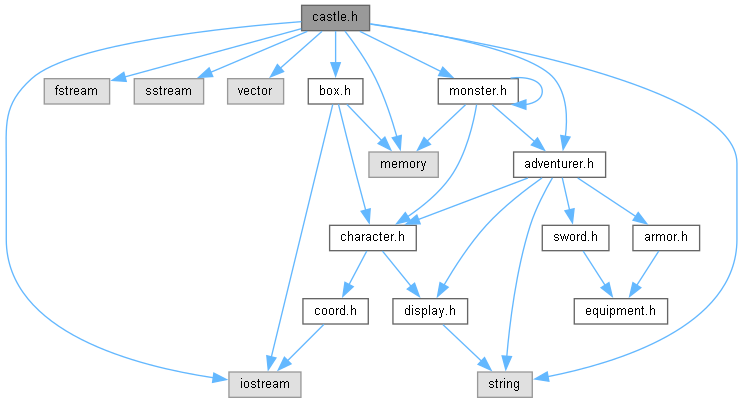 castle.h
fstream
sstream
vector
box.h
monster.h
memory
adventurer.h
character.h
sword.h
armor.h
coord.h
display.h
equipment.h
iostream
string